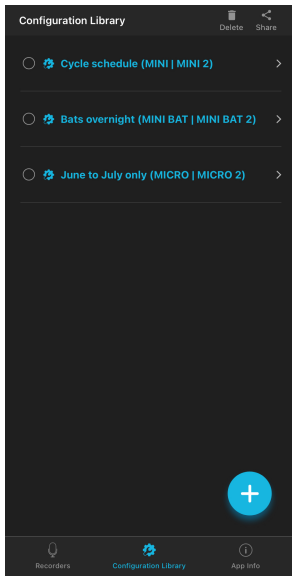 Configuration Library
Delete
Share
Cycle schedule (MINI | MINI 2)
Bats overnight (MINI BAT | MINI BAT 2)
June to July only (MICRO | MICRO 2)
Recorders
Configuration Library
App Info